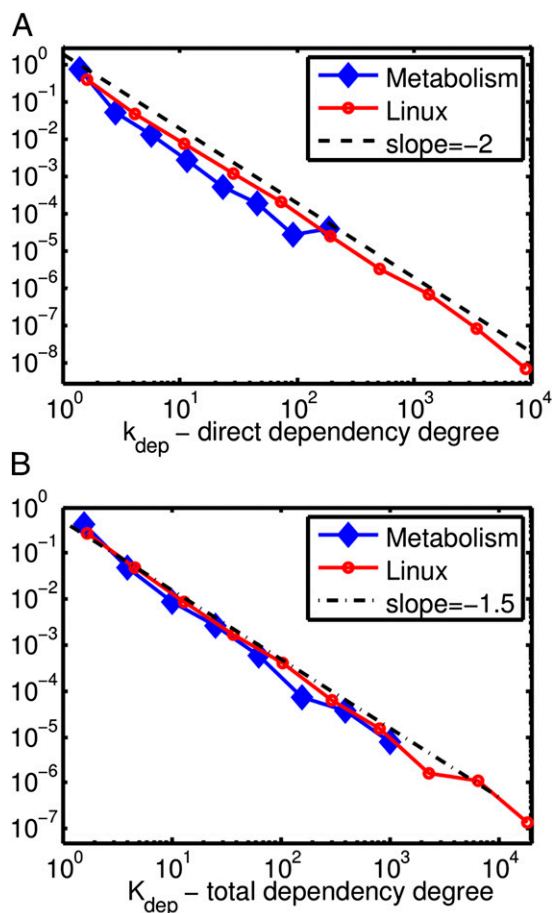 A
10^0
10^-1
10^-2
10^-3
10^-4
10^-5
10^-6
10^-7
10^-8
Metabolism
Linux
slope=-2
10^0 10^1 10^2 10^3 10^4
k_dep - direct dependency degree
B
10^0
10^-1
10^-2
10^-3
10^-4
10^-5
10^-6
10^-7
Metabolism
Linux
slope=-1.5
10^0 10^1 10^2 10^3 10^4
K_dep - total dependency degree